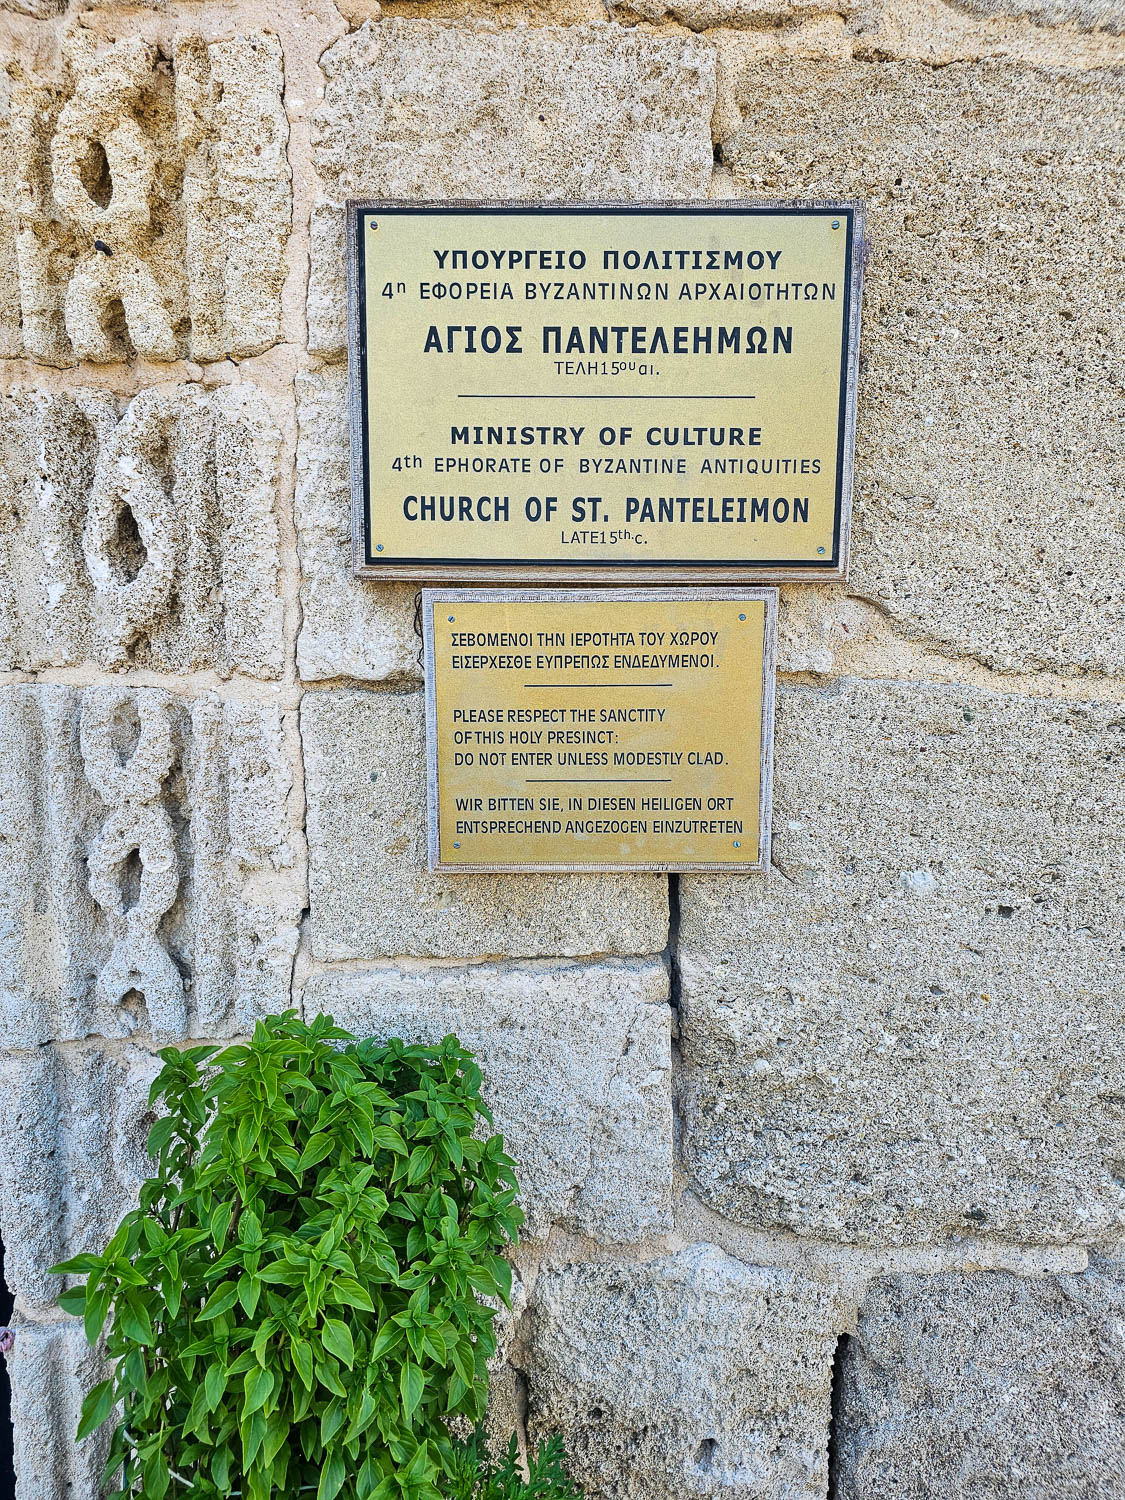 ΥΠΟΥΡΓΕΙΟ ΠΟΛΙΤΙΣΜΟΥ
4η ΕΦΟΡΕΙΑ ΒΥΖΑΝΤΙΝΩΝ ΑΡΧΑΙΟΤΗΤΩΝ
ΑΓΙΟΣ ΠΑΝΤΕΛΕΗΜΩΝ
ΤΕΛΗ15ου αι.
MINISTRY OF CULTURE
4th EPHORATE OF BYZANTINE ANTIQUITIES
CHURCH OF ST. PANTELEIMON
LATE15th.c.
ΣΕΒΟΜΕΝΟΙ ΤΗΝ ΙΕΡΟΤΗΤΑ ΤΟΥ ΧΩΡΟΥ
ΕΙΣΕΡΧΕΣΘΕ ΕΥΠΡΕΠΩΣ ΕΝΔΕΔΥΜΕΝΟΙ.
PLEASE RESPECT THE SANCTITY
OF THIS HOLY PRESINCT:
DO NOT ENTER UNLESS MODESTLY CLAD.
WIR BITTEN SIE, IN DIESEN HEILIGEN ORT
ENTSPRECHEND ANGEZOGEN EINZUTRETEN